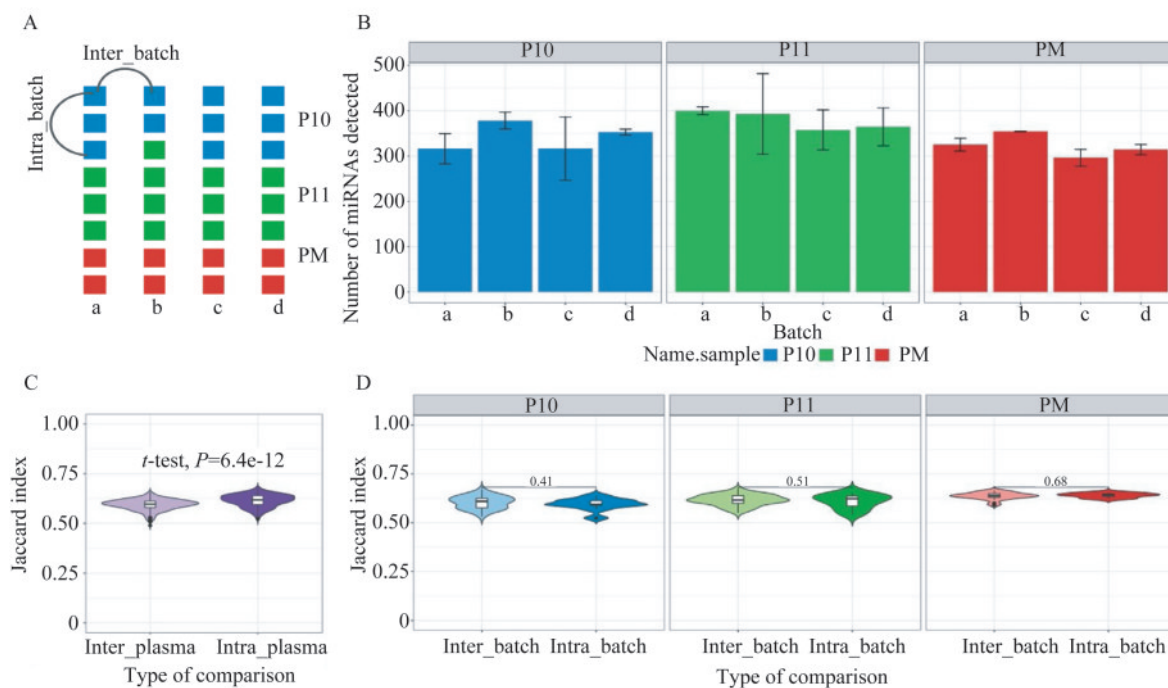 A
Inter_batch
Intra_batch
P10
P11
PM
a b c d
B
P10 P11 PM
Number of miRNAs detected
500
400
300
200
100
0
a b c d a b c d a b c d
Batch
Name.sample P10 P11 PM
C
Jaccard index
1.00
0.75
0.50
0.25
0
t-test, P=6.4e-12
Inter_plasma Intra_plasma
Type of comparison
D
P10 P11 PM
Jaccard index
1.00
0.75
0.50
0.25
0
0.41 0.51 0.68
Inter_batch Intra_batch Inter_batch Intra_batch Inter_batch Intra_batch
Type of comparison